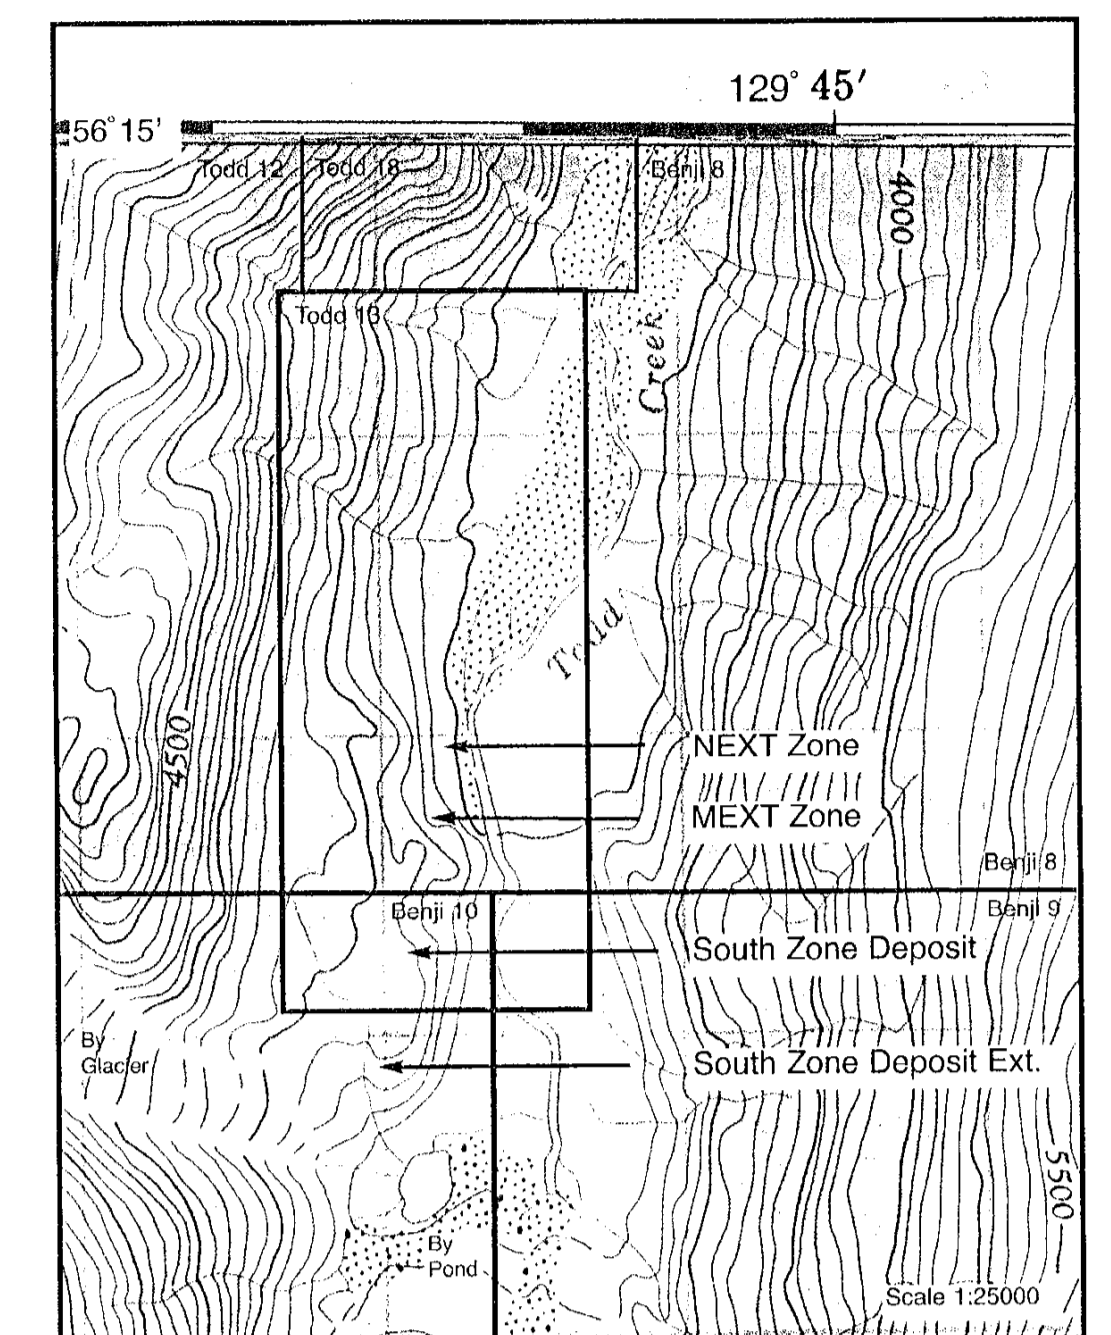 129° 45'
56° 15'
Todd 12
Todd 18
Benji 8
4000
Todd 13
Creek
Todd
4500
NEXT Zone
MEXT Zone
Benji 8
Benji 10
Benji 9
South Zone Deposit
By
Glacier
South Zone Deposit Ext.
5500
By
Pond
Scale 1:25000